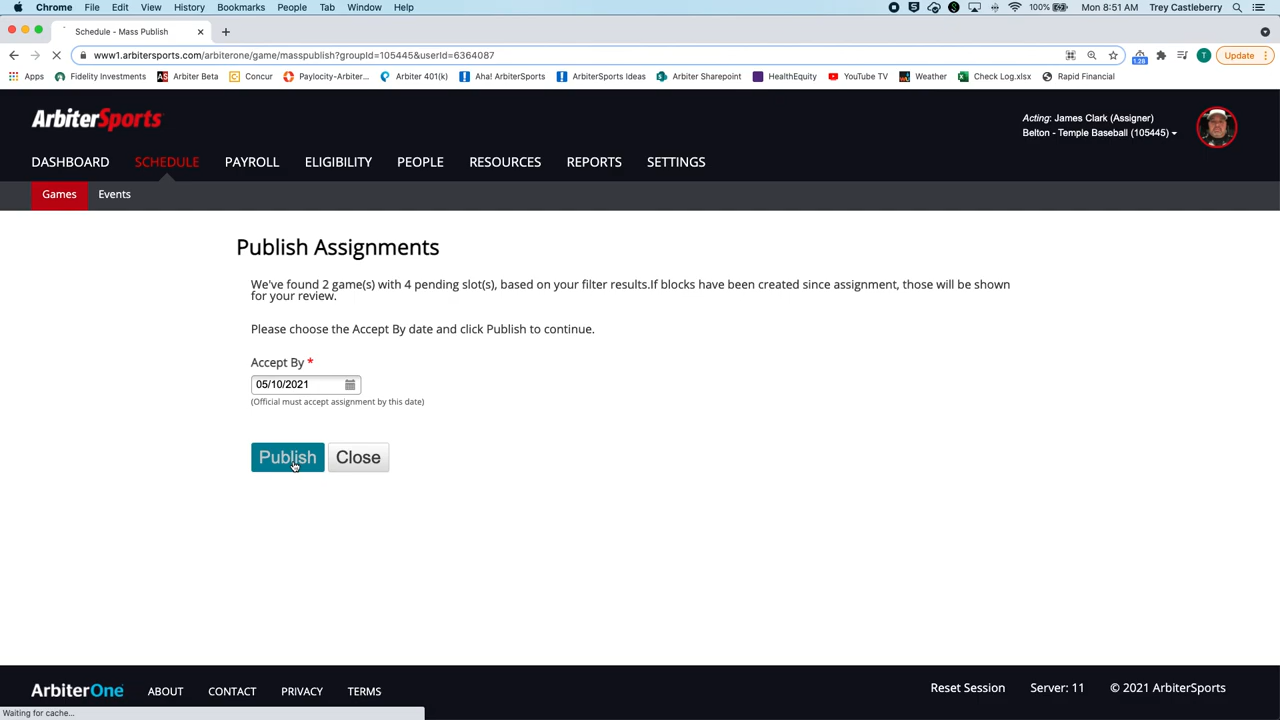 Chrome File Edit View History Bookmarks People Tab Window Help 100% Mon 8:51 AM Trey Castleberry
Schedule - Mass Publish
www1.arbitersports.com/arbiterone/game/masspublish?groupId=105445&userId=6364087 1.28 T Update
Apps Fidelity Investments Arbiter Beta Concur Paylocity-Arbiter... Arbiter 401(k) Aha! ArbiterSports ArbiterSports Ideas Arbiter Sharepoint HealthEquity YouTube TV Weather Check Log.xlsx Rapid Financial
ArbiterSports
Acting: James Clark (Assigner)
Belton - Temple Baseball (105445)
DASHBOARD SCHEDULE PAYROLL ELIGIBILITY PEOPLE RESOURCES REPORTS SETTINGS
Games Events
Publish Assignments
We've found 2 game(s) with 4 pending slot(s), based on your filter results.If blocks have been created since assignment, those will be shown
for your review.
Please choose the Accept By date and click Publish to continue.
Accept By *
05/10/2021
(Official must accept assignment by this date)
Publish Close
ArbiterOne ABOUT CONTACT PRIVACY TERMS Reset Session Server: 11 © 2021 ArbiterSports
Waiting for cache...